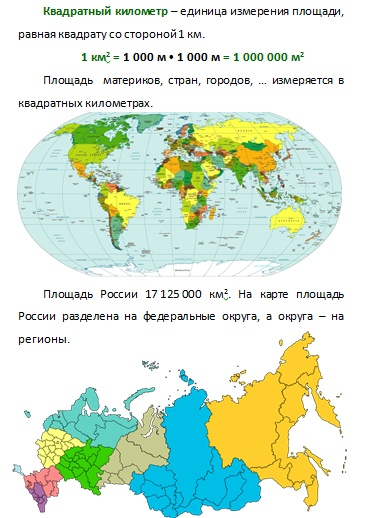 Квадратный километр – единица измерения площади,
равная квадрату со стороной 1 км.
1 км² = 1 000 м • 1 000 м = 1 000 000 м²
Площадь материков, стран, городов, … измеряется в
квадратных километрах.
Площадь России 17 125 000 км². На карте площадь
России разделена на федеральные округа, а округа – на
регионы.